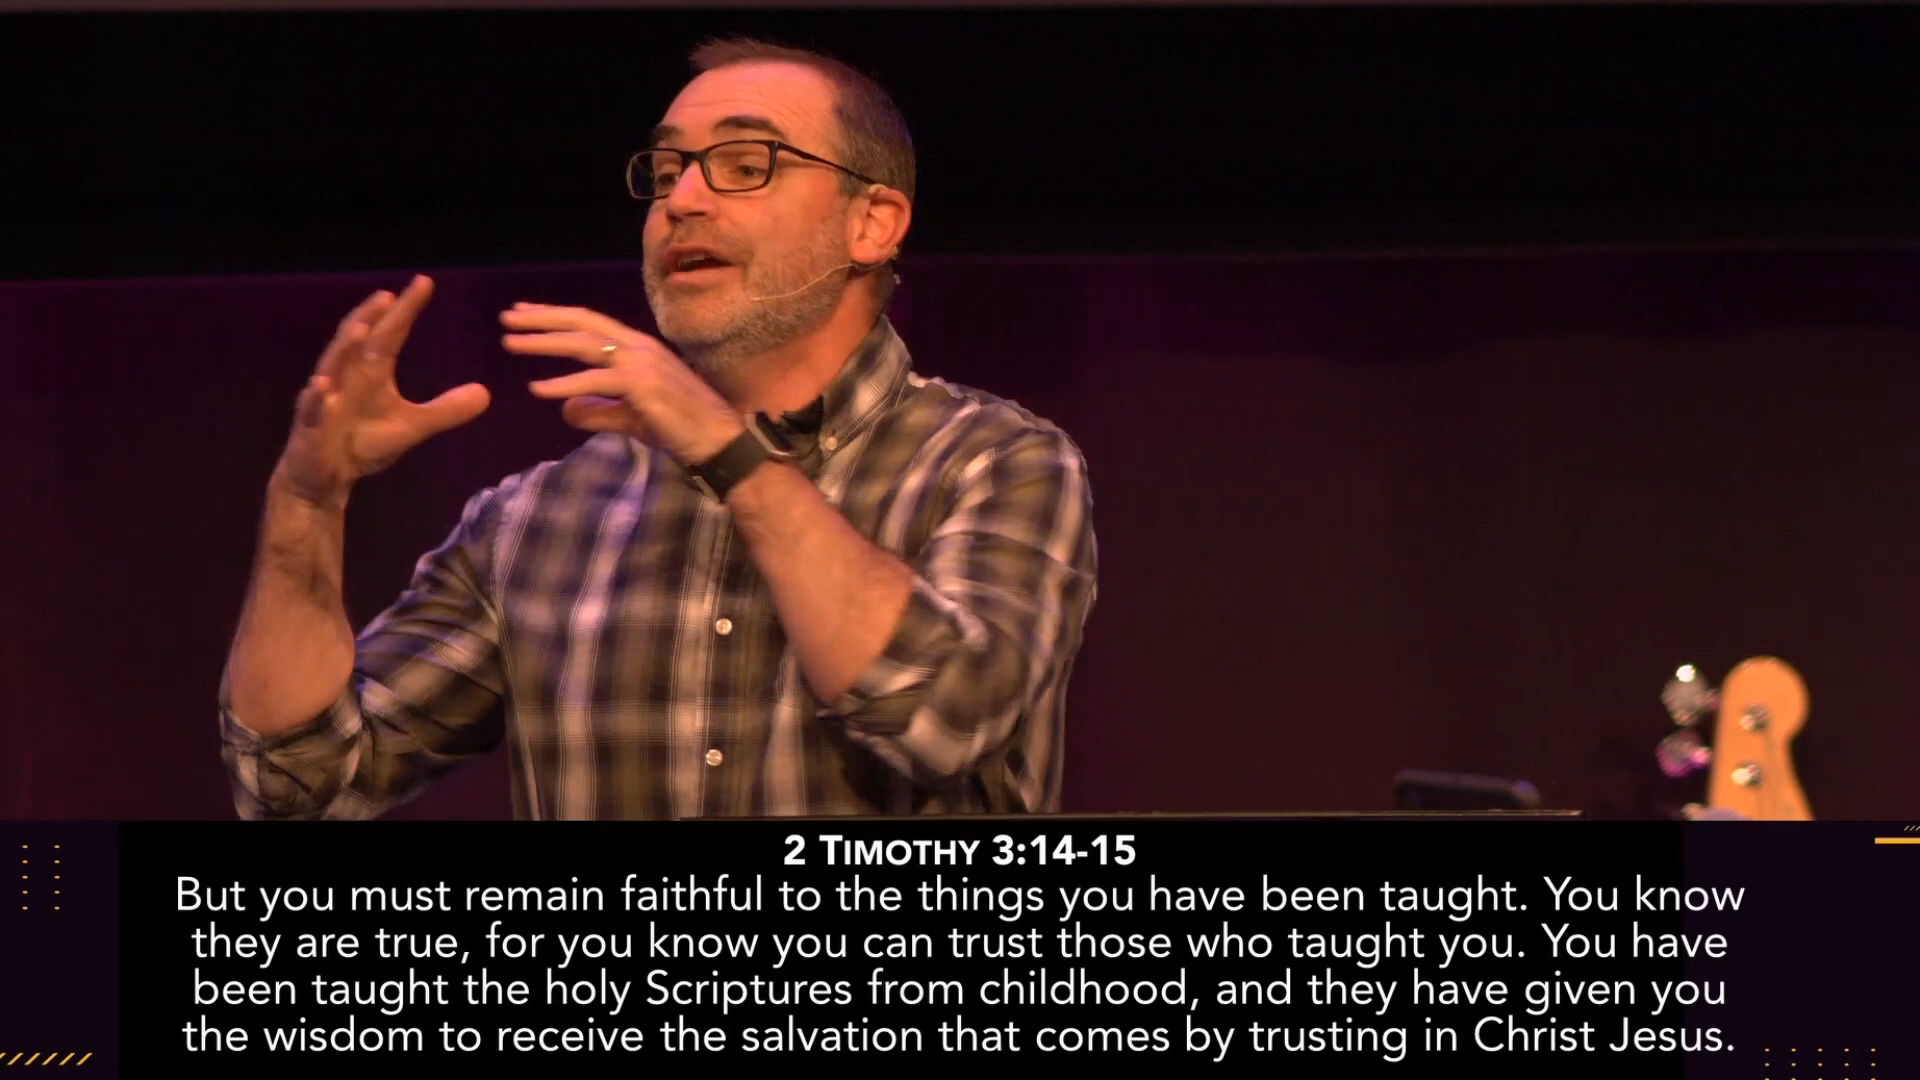 2 TIMOTHY 3:14-15
But you must remain faithful to the things you have been taught. You know
they are true, for you know you can trust those who taught you. You have
been taught the holy Scriptures from childhood, and they have given you
the wisdom to receive the salvation that comes by trusting in Christ Jesus.